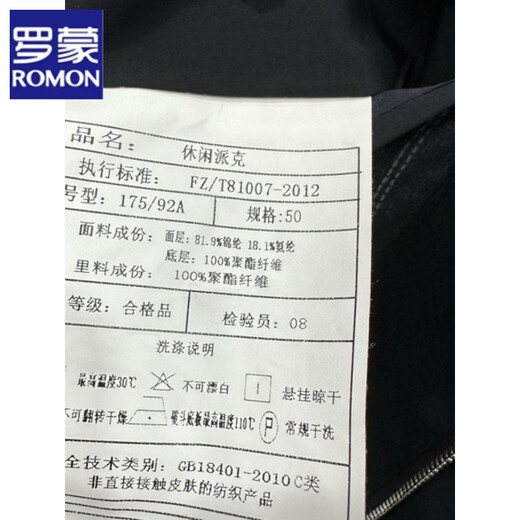 罗蒙
ROMON
品名: 休闲派克
执行标准: FZ/T81007-2012
号型: 175/92A 规格:50
面料成份: 面层: 81.9%锦纶 18.1%氨纶
底层: 100%聚酯纤维
里料成份: 100%聚酯纤维
等级: 合格品 检验员: 08
洗涤说明
最高温度30℃ 不可漂白 悬挂晾干
不可翻转干燥 熨斗底板最高温度110℃ P 常规干洗
全技术类别: GB18401-2010C类
非直接接触皮肤的纺织产品